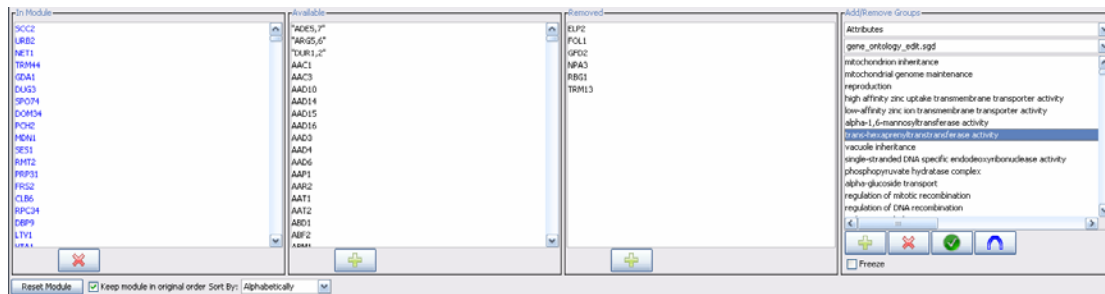 In Module
SCC2
URB2
NET1
TRM44
GDA1
DUG3
SPO74
DOM34
PCH2
MDN1
SES1
RMT2
PRP31
FRS2
CLB6
RPC34
DBP9
LTV1
VTA1
Available
"ADE5,7"
"ARG5,6"
"DUR1,2"
AAC1
AAC3
AAD10
AAD14
AAD15
AAD16
AAD3
AAD4
AAD6
AAP1
AAR2
AAT1
AAT2
ABD1
ABF2
ABM1
Removed
ELP2
FOL1
GFD2
NPA3
RBG1
TRM13
Add/Remove Groups
Attributes
gene_ontology_edit.sgd
mitochondrion inheritance
mitochondrial genome maintenance
reproduction
high affinity zinc uptake transmembrane transporter activity
low-affinity zinc ion transmembrane transporter activity
alpha-1,6-mannosyltransferase activity
trans-hexaprenyltranstransferase activity
vacuole inheritance
single-stranded DNA specific endodeoxyribonuclease activity
phosphopyruvate hydratase complex
alpha-glucoside transport
regulation of mitotic recombination
regulation of DNA recombination
Freeze
Reset Module
Keep module in original order Sort By: Alphabetically